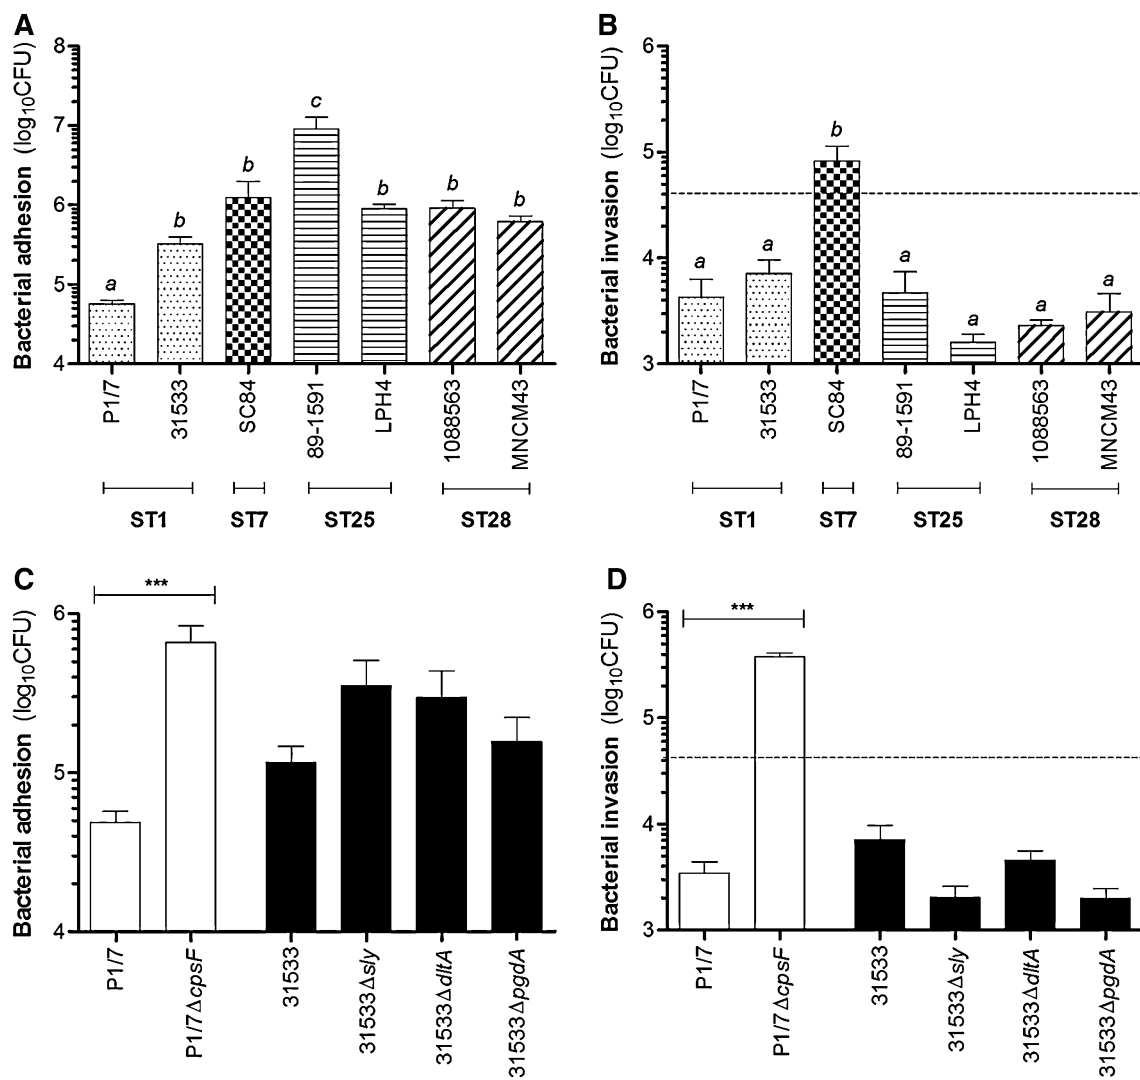 A
Bacterial adhesion (log10CFU)
8
7
6
5
4
a
b
b
c
b
b
b
P1/7
31533
SC84
89-1591
LPH4
1088563
MNCM43
ST1
ST7
ST25
ST28
B
Bacterial invasion (log10CFU)
6
5
4
3
a
a
b
a
a
a
a
P1/7
31533
SC84
89-1591
LPH4
1088563
MNCM43
ST1
ST7
ST25
ST28
C
Bacterial adhesion (log10CFU)
6
5
4
***
P1/7
P1/7ΔcpsF
31533
31533Δsly
31533ΔdltA
31533ΔpgdA
D
Bacterial invasion (log10CFU)
6
5
4
3
***
P1/7
P1/7ΔcpsF
31533
31533Δsly
31533ΔdltA
31533ΔpgdA